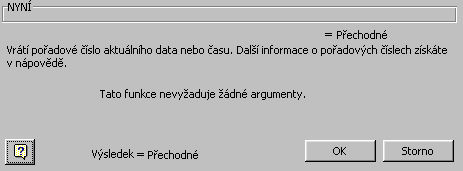 NYNÍ
= Přechodné
Vrátí pořadové číslo aktuálního data nebo času. Další informace o pořadových číslech získáte
v nápovědě.
Tato funkce nevyžaduje žádné argumenty.
Výsledek = Přechodné
OK
Storno